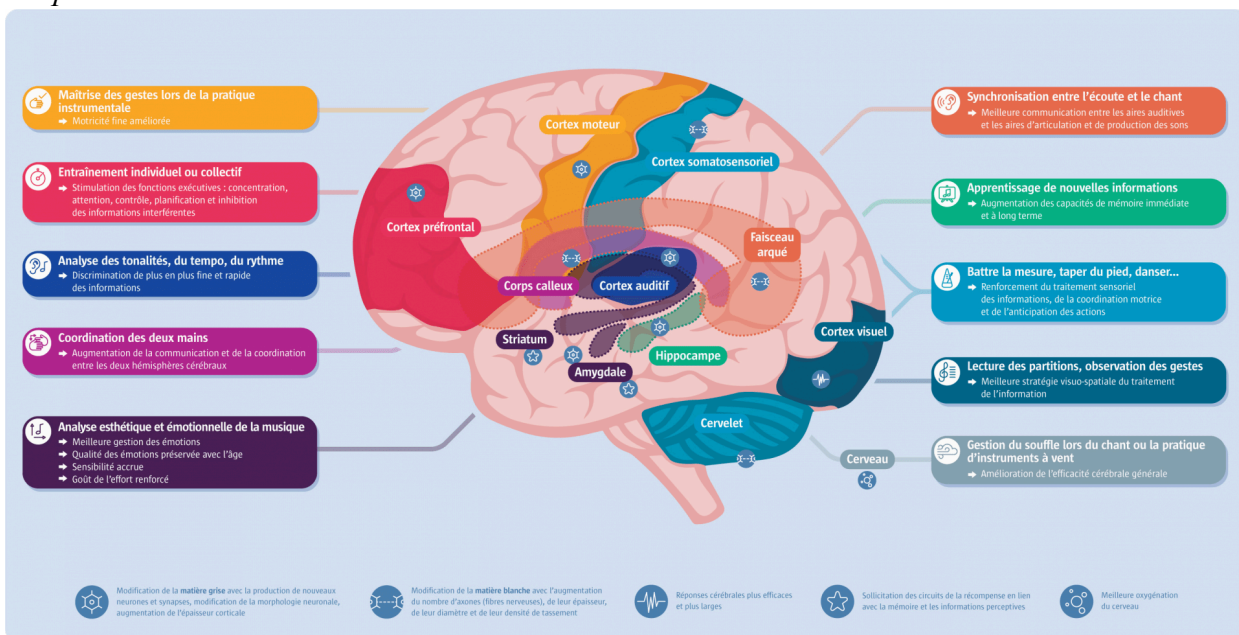 Maîtrise des gestes lors de la pratique
instrumentale
→ Motricité fine améliorée
Entraînement individuel ou collectif
→ Stimulation des fonctions exécutives : concentration,
attention, contrôle, planification et inhibition
des informations interférentes
Analyse des tonalités, du tempo, du rythme
→ Discrimination de plus en plus fine et rapide
des informations
Coordination des deux mains
→ Augmentation de la communication et de la coordination
entre les deux hémisphères cérébraux
Analyse esthétique et émotionnelle de la musique
→ Meilleure gestion des émotions
→ Qualité des émotions préservée avec l'âge
→ Sensibilité accrue
→ Goût de l'effort renforcé
Cortex moteur
Cortex somatosensoriel
Cortex préfrontal
Faisceau
arqué
Corps calleux
Cortex auditif
Striatum
Cortex visuel
Hippocampe
Amygdale
Cervelet
Cerveau
Synchronisation entre l'écoute et le chant
→ Meilleure communication entre les aires auditives
et les aires d'articulation et de production des sons
Apprentissage de nouvelles informations
→ Augmentation des capacités de mémoire immédiate
et à long terme
Battre la mesure, taper du pied, danser...
→ Renforcement du traitement sensoriel
des informations, de la coordination motrice
et de l'anticipation des actions
Lecture des partitions, observation des gestes
→ Meilleure stratégie visuo-spatiale du traitement
de l'information
Gestion du souffle lors du chant ou la pratique
d'instruments à vent
→ Amélioration de l'efficacité cérébrale générale
Modification de la matière grise avec la production de nouveaux
neurones et synapses, modification de la morphologie neuronale,
augmentation de l'épaisseur corticale
Modification de la matière blanche avec l'augmentation
du nombre d'axones (fibres nerveuses), de leur épaisseur,
de leur diamètre et de leur densité de tassement
Réponses cérébrales plus efficaces
et plus larges
Sollicitation des circuits de la récompense en lien
avec la mémoire et les informations perceptives
Meilleure oxygénation
du cerveau